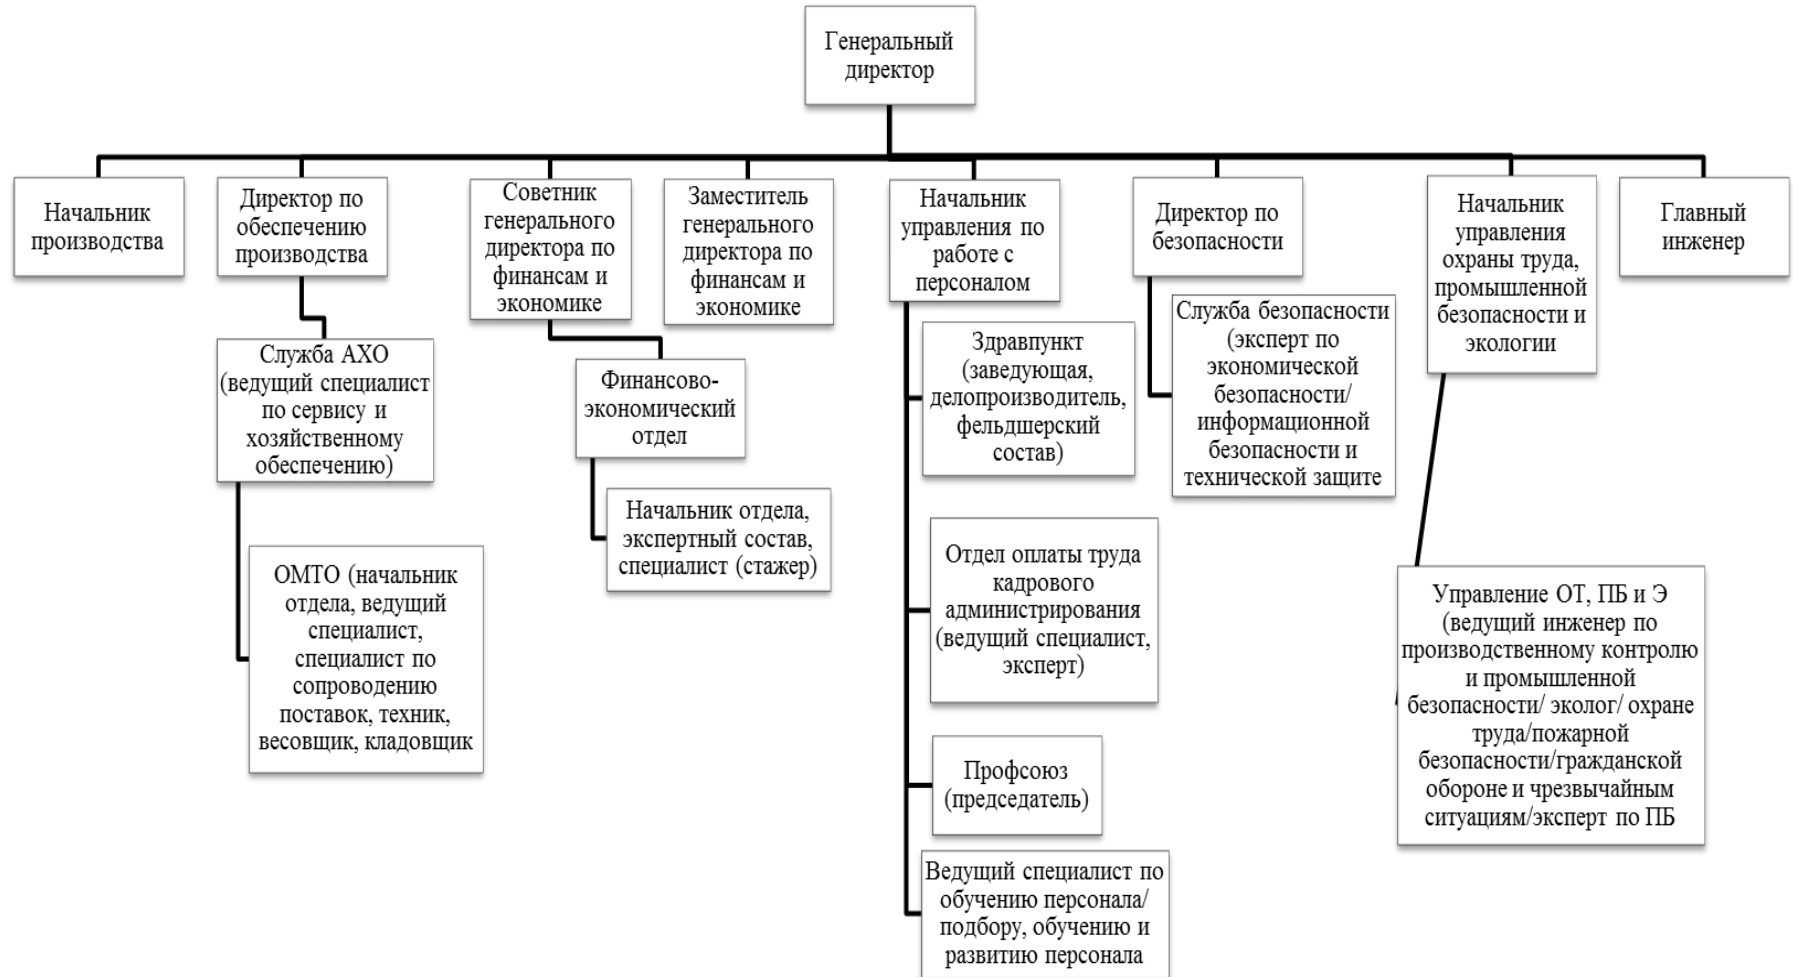 Генеральный
директор
Начальник
производства
Директор по
обеспечению
производства
Советник
генерального
директора по
финансам и
экономике
Заместитель
генерального
директора по
финансам и
экономике
Начальник
управления по
работе с
персоналом
Директор по
безопасности
Начальник
управления
охраны труда,
промышленной
безопасности и
экологии
Главный
инженер
Служба АХО
(ведущий специалист
по сервису и
хозяйственному
обеспечению)
ОМТО (начальник
отдела, ведущий
специалист,
специалист по
сопроводению
поставок, техник,
весовщик, кладовщик
Финансово-
экономический
отдел
Начальник отдела,
экспертный состав,
специалист (стажер)
Здравпункт
(заведующая,
делопроизводитель,
фельдшерский
состав)
Отдел оплаты труда
кадрового
администрирования
(ведущий специалист,
эксперт)
Профсоюз
(председатель)
Ведущий специалист по
обучению персонала/
подбору, обучению и
развитию персонала
Служба безопасности
(эксперт по
экономической
безопасности/
информационной
безопасности и
технической защите
Управление ОТ, ПБ и Э
(ведущий инженер по
производственному контролю
и промышленной
безопасности/ эколог/ охране
труда/пожарной
безопасности/гражданской
обороне и чрезвычайным
ситуациям/эксперт по ПБ